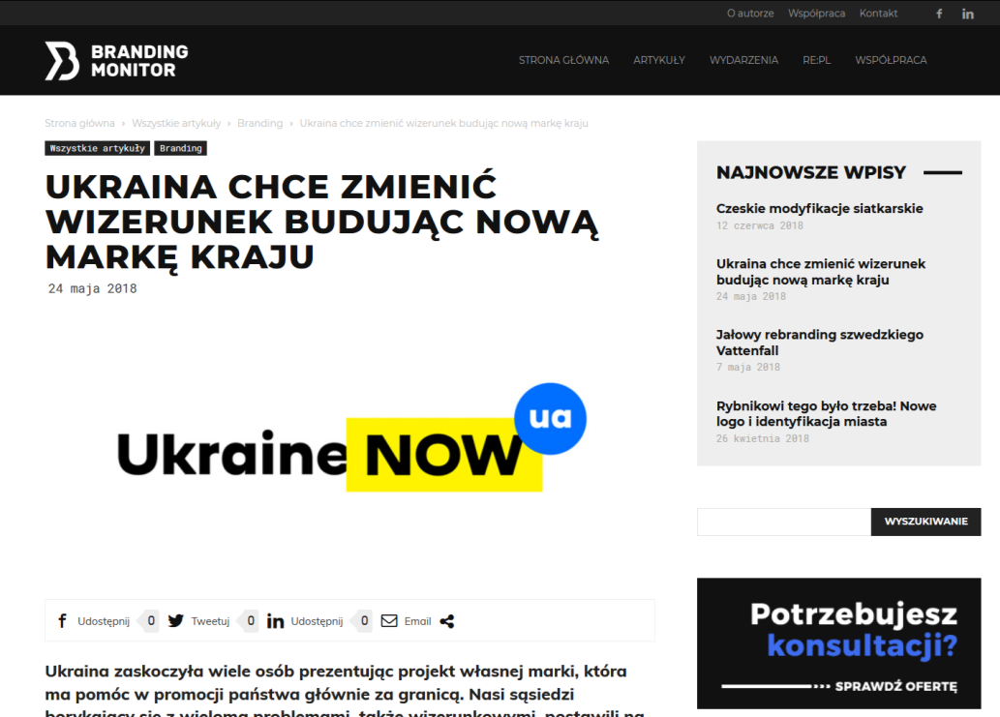 O autorze Współpraca Kontakt
BRANDING
MONITOR
STRONA GŁÓWNA ARTYKUŁY WYDARZENIA RE:PL WSPÓŁPRACA
Strona główna › Wszystkie artykuły › Branding › Ukraina chce zmienić wizerunek budując nową markę kraju
Wszystkie artykuły Branding
UKRAINA CHCE ZMIENIĆ
WIZERUNEK BUDUJĄC NOWĄ
MARKĘ KRAJU
24 maja 2018
Ukraine NOW ua
Udostępnij 0 Tweetuj 0 Udostępnij 0 Email
Ukraina zaskoczyła wiele osób prezentując projekt własnej marki, która
ma pomóc w promocji państwa głównie za granicą. Nasi sąsiedzi
borykający się z wieloma problemami, także wizerunkowymi, postawili na
NAJNOWSZE WPISY
Czeskie modyfikacje siatkarskie
12 czerwca 2018
Ukraina chce zmienić wizerunek
budując nową markę kraju
24 maja 2018
Jałowy rebranding szwedzkiego
Vattenfall
7 maja 2018
Rybnikowi tego było trzeba! Nowe
logo i identyfikacja miasta
26 kwietnia 2018
WYSZUKIWANIE
Potrzebujesz
konsultacji?
SPRAWDŹ OFERTĘ